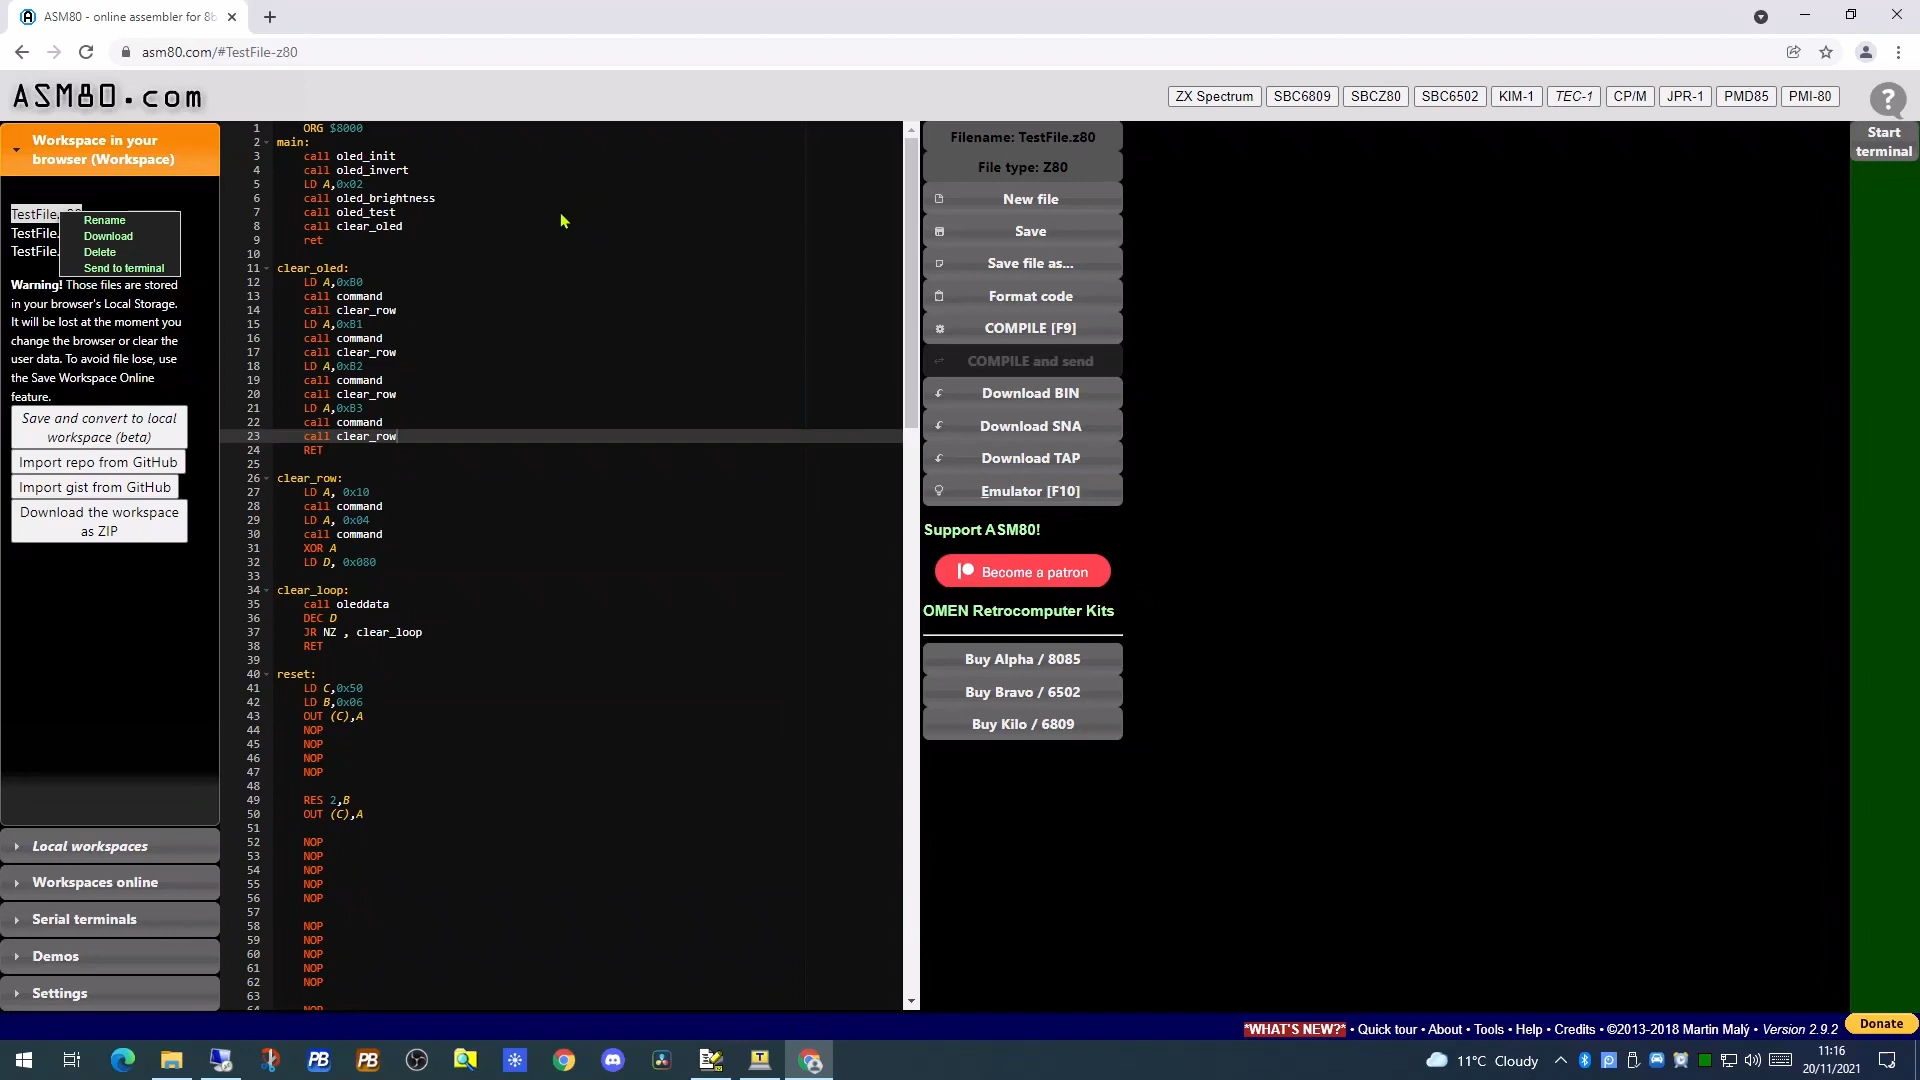 ASM80 - online assembler for 8b
asm80.com/#TestFile-z80
ASM80.com
ZX Spectrum
SBC6809
SBCZ80
SBC6502
KIM-1
TEC-1
CP/M
JPR-1
PMD85
PMI-80
?
Workspace in your
browser (Workspace)
TestFile.
TestFile.
TestFile.
Rename
Download
Delete
Send to terminal
Warning! Those files are stored
in your browser's Local Storage.
It will be lost at the moment you
change the browser or clear the
user data. To avoid file lose, use
the Save Workspace Online
feature.
Save and convert to local
workspace (beta)
Import repo from GitHub
Import gist from GitHub
Download the workspace
as ZIP
Local workspaces
Workspaces online
Serial terminals
Demos
Settings
1 ORG $8000
2 main:
3 call oled_init
4 call oled_invert
5 LD A,0x02
6 call oled_brightness
7 call oled_test
8 call clear_oled
9 ret
10
11 clear_oled:
12 LD A,0xB0
13 call command
14 call clear_row
15 LD A,0xB1
16 call command
17 call clear_row
18 LD A,0xB2
19 call command
20 call clear_row
21 LD A,0xB3
22 call command
23 call clear_row
24 RET
25
26 clear_row:
27 LD A, 0x10
28 call command
29 LD A, 0x04
30 call command
31 XOR A
32 LD D, 0x080
33
34 clear_loop:
35 call oleddata
36 DEC D
37 JR NZ , clear_loop
38 RET
39
40 reset:
41 LD C,0x50
42 LD B,0x06
43 OUT (C),A
44 NOP
45 NOP
46 NOP
47 NOP
48
49 RES 2,B
50 OUT (C),A
51
52 NOP
53 NOP
54 NOP
55 NOP
56 NOP
57
58 NOP
59 NOP
60 NOP
61 NOP
62 NOP
63
64 NOP
Filename: TestFile.z80
File type: Z80
New file
Save
Save file as...
Format code
COMPILE [F9]
COMPILE and send
Download BIN
Download SNA
Download TAP
Emulator [F10]
Support ASM80!
Become a patron
OMEN Retrocomputer Kits
Buy Alpha / 8085
Buy Bravo / 6502
Buy Kilo / 6809
Start
terminal
*WHAT'S NEW?* • Quick tour • About • Tools • Help • Credits • ©2013-2018 Martin Malý • Version 2.9.2
Donate
PB
PB
11°C Cloudy
11:16
20/11/2021